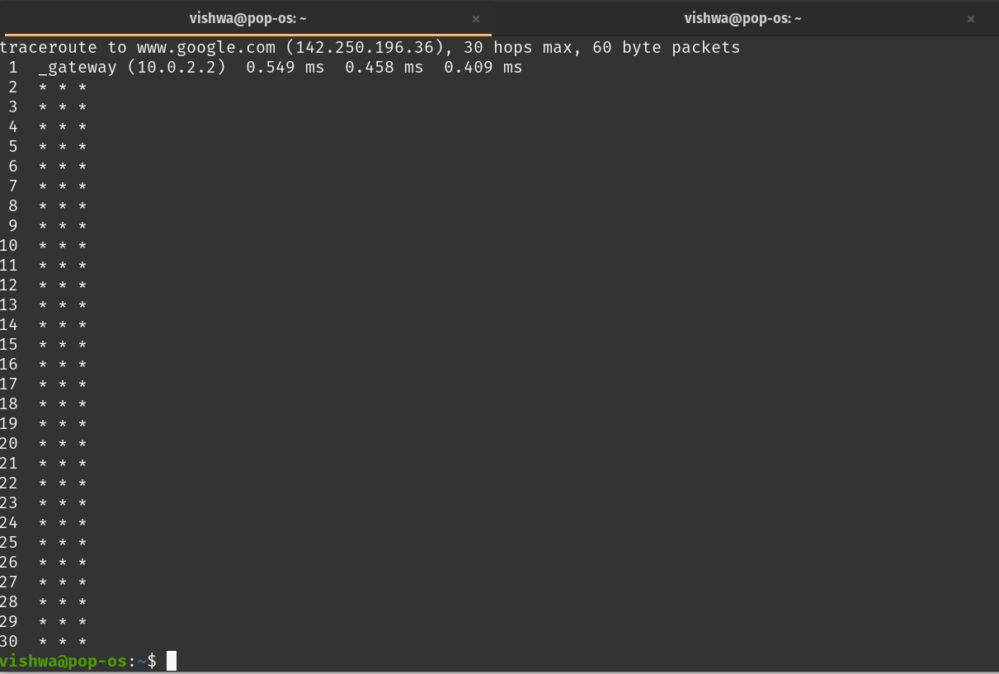 vishwa@pop-os: ~ × vishwa@pop-os: ~ ×
traceroute to www.google.com (142.250.196.36), 30 hops max, 60 byte packets
 1  _gateway (10.0.2.2)  0.549 ms  0.458 ms  0.409 ms
 2  * * *
 3  * * *
 4  * * *
 5  * * *
 6  * * *
 7  * * *
 8  * * *
 9  * * *
10  * * *
11  * * *
12  * * *
13  * * *
14  * * *
15  * * *
16  * * *
17  * * *
18  * * *
19  * * *
20  * * *
21  * * *
22  * * *
23  * * *
24  * * *
25  * * *
26  * * *
27  * * *
28  * * *
29  * * *
30  * * *
vishwa@pop-os:~$